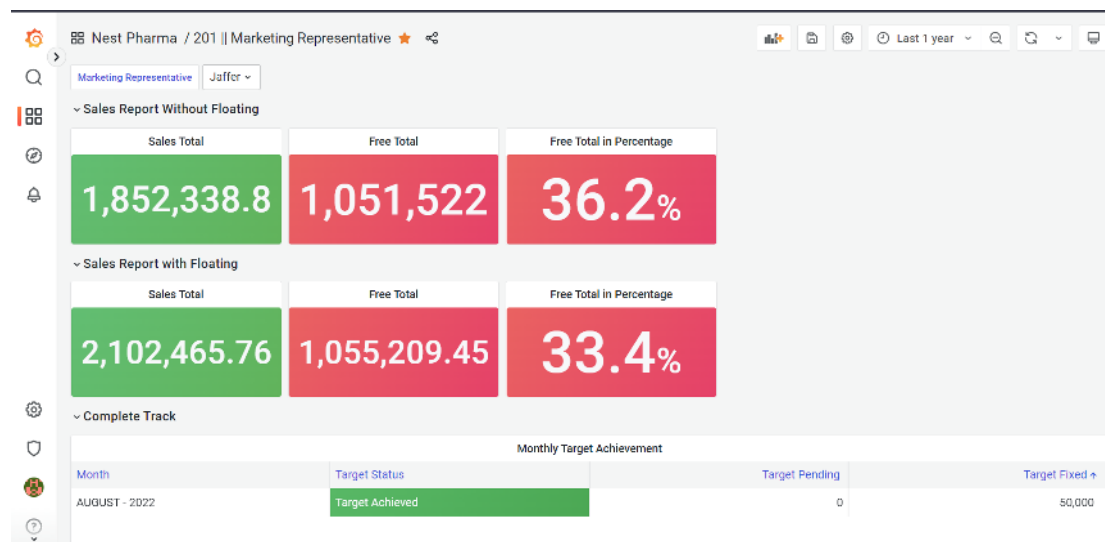 Nest Pharma / 201 || Marketing Representative
Last 1 year
Marketing Representative Jaffer
Sales Report Without Floating
Sales Total Free Total Free Total in Percentage
1,852,338.8 1,051,522 36.2%
Sales Report with Floating
Sales Total Free Total Free Total in Percentage
2,102,465.76 1,055,209.45 33.4%
Complete Track
Monthly Target Achievement
Month Target Status Target Pending Target Fixed
AUGUST - 2022 Target Achieved 0 50,000